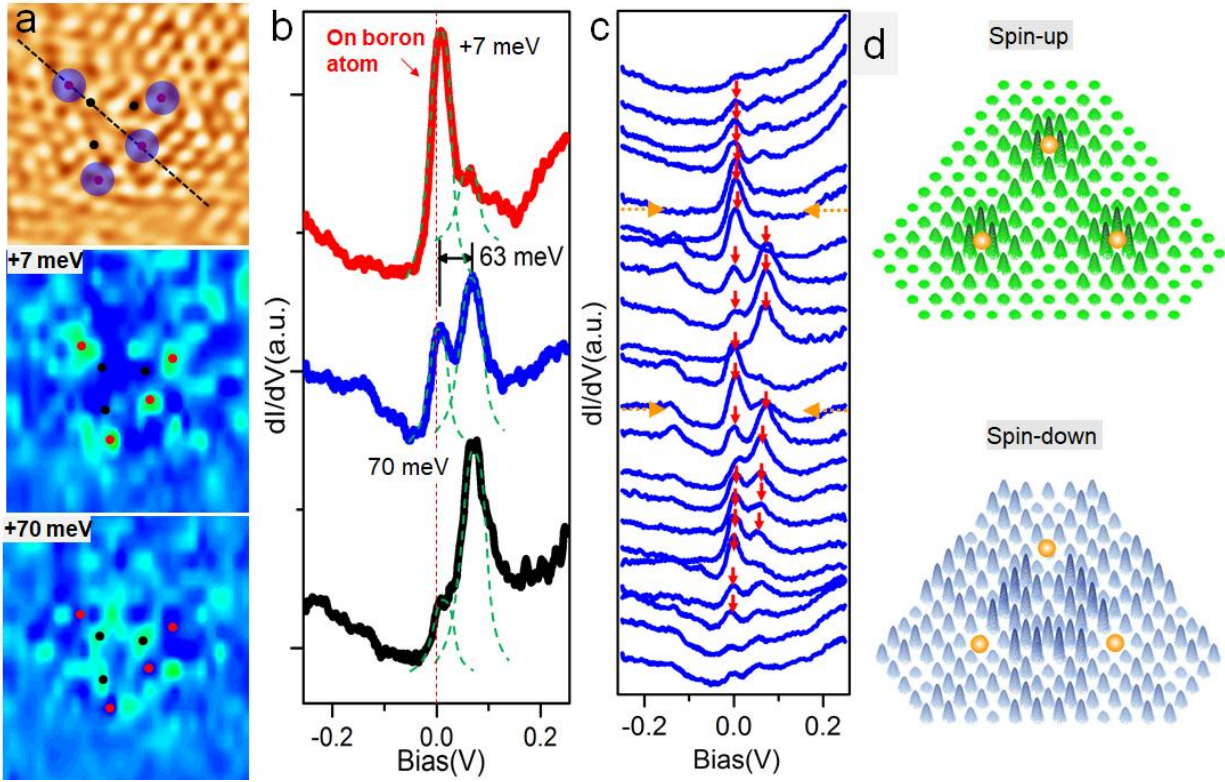 a
+7 meV
+70 meV
b
On boron
atom
+7 meV
63 meV
70 meV
dI/dV(a.u.)
-0.2
0.0
0.2
Bias(V)
c
dI/dV(a.u.)
-0.2
0.0
0.2
Bias(V)
d
Spin-up
Spin-down